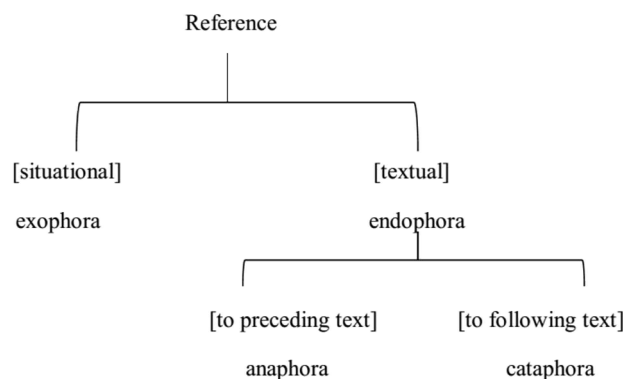 Reference
[situational]
[textual]
exophora
endophora
[to preceding text]
[to following text]
anaphora
cataphora